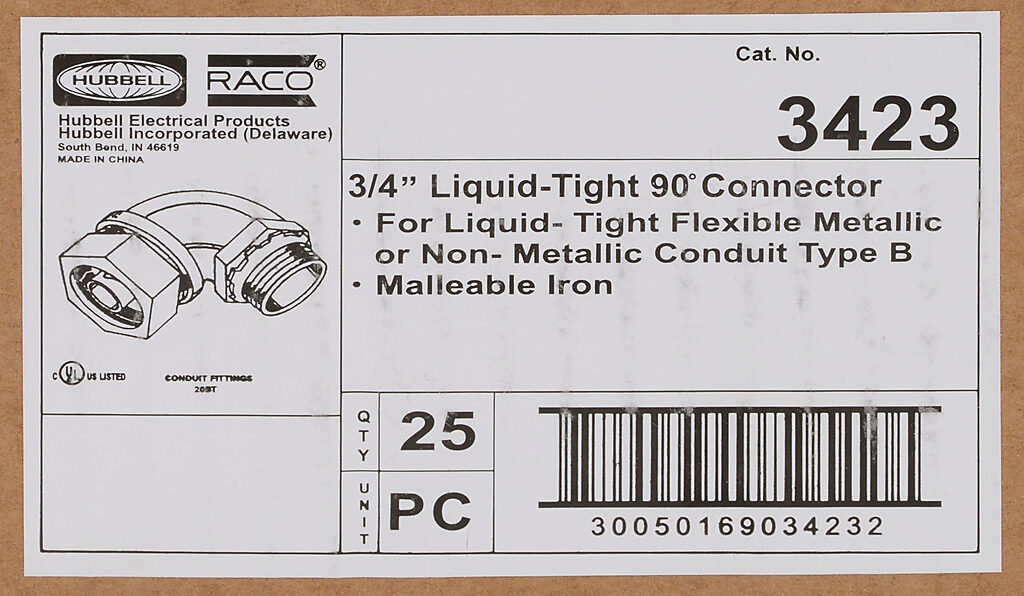 HUBBELL RACO®
Hubbell Electrical Products
Hubbell Incorporated (Delaware)
South Bend, IN 46619
MADE IN CHINA
C UL US LISTED
CONDUIT FITTINGS
20ST
Cat. No.
3423
3/4” Liquid-Tight 90° Connector
• For Liquid- Tight Flexible Metallic
or Non- Metallic Conduit Type B
• Malleable Iron
QTY 25
UNIT PC
30050169034232